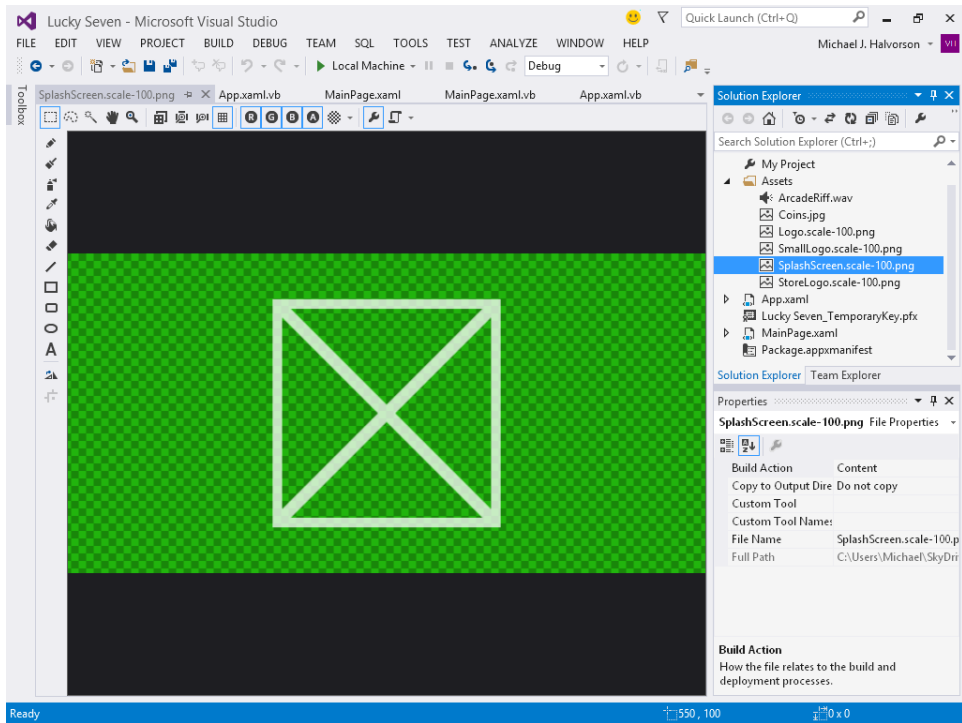 Lucky Seven - Microsoft Visual Studio
Quick Launch (Ctrl+Q)
FILE EDIT VIEW PROJECT BUILD DEBUG TEAM SQL TOOLS TEST ANALYZE WINDOW HELP
Michael J. Halvorson
Local Machine
Debug
Toolbox
SplashScreen.scale-100.png
App.xaml.vb
MainPage.xaml
MainPage.xaml.vb
App.xaml.vb
R G B A
A
Solution Explorer
Search Solution Explorer (Ctrl+;)
My Project
Assets
ArcadeRiff.wav
Coins.jpg
Logo.scale-100.png
SmallLogo.scale-100.png
SplashScreen.scale-100.png
StoreLogo.scale-100.png
App.xaml
Lucky Seven_TemporaryKey.pfx
MainPage.xaml
Package.appxmanifest
Solution Explorer Team Explorer
Properties
SplashScreen.scale-100.png File Properties
Build Action Content
Copy to Output Dire Do not copy
Custom Tool
Custom Tool Name:
File Name SplashScreen.scale-100.p
Full Path C:\Users\Michael\SkyDri
Build Action
How the file relates to the build and
deployment processes.
Ready
550 , 100
0 x 0